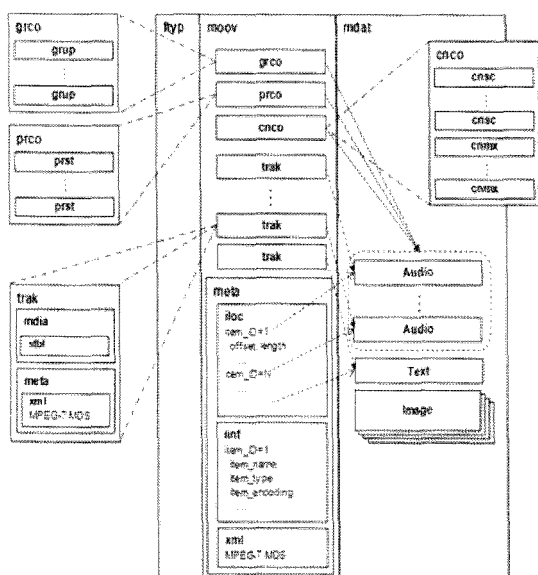 grco
grup
grup
prco
prst
prst
trak
mdia
stbl
meta
xml
MPEG-7 MDS
ftyp
moov
grco
prco
cnco
trak
trak
trak
meta
iloc
item_ID=1
offset, length
...
item_ID=N
...
iinf
item_ID=1
item_name
item_type
item_encoding
...
xml
MPEG-7 MDS
mdat
Audio
Audio
Text
Image
cnco
cnsc
cnsc
cnmx
cnmx